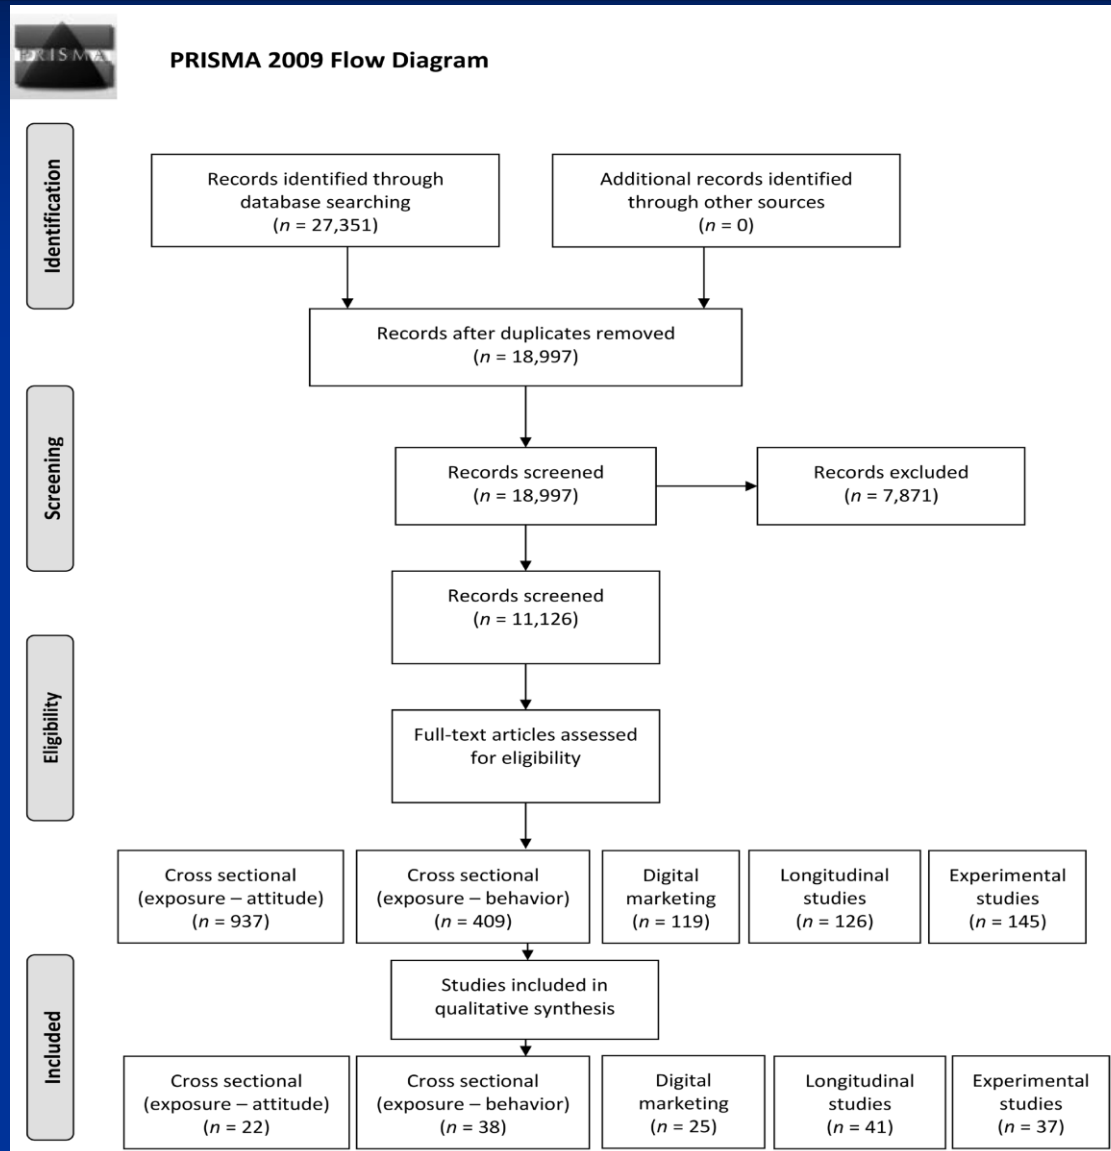 PRISMA
PRISMA 2009 Flow Diagram
Identification
Records identified through
database searching
(n = 27,351)
Additional records identified
through other sources
(n = 0)
Records after duplicates removed
(n = 18,997)
Screening
Records screened
(n = 18,997)
Records excluded
(n = 7,871)
Records screened
(n = 11,126)
Eligibility
Full-text articles assessed
for eligibility
Cross sectional
(exposure – attitude)
(n = 937)
Cross sectional
(exposure – behavior)
(n = 409)
Digital
marketing
(n = 119)
Longitudinal
studies
(n = 126)
Experimental
studies
(n = 145)
Included
Studies included in
qualitative synthesis
Cross sectional
(exposure – attitude)
(n = 22)
Cross sectional
(exposure – behavior)
(n = 38)
Digital
marketing
(n = 25)
Longitudinal
studies
(n = 41)
Experimental
studies
(n = 37)